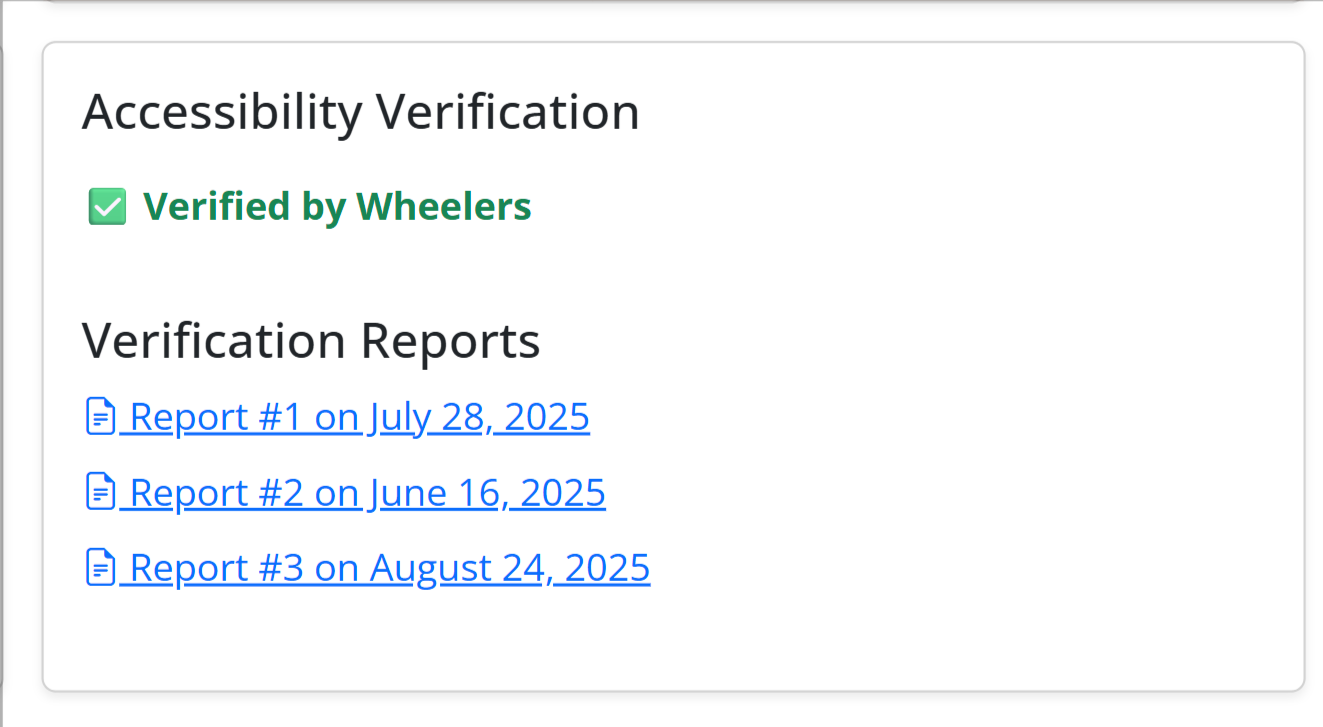 Accessibility Verification
✅ Verified by Wheelers
Verification Reports
Report #1 on July 28, 2025
Report #2 on June 16, 2025
Report #3 on August 24, 2025